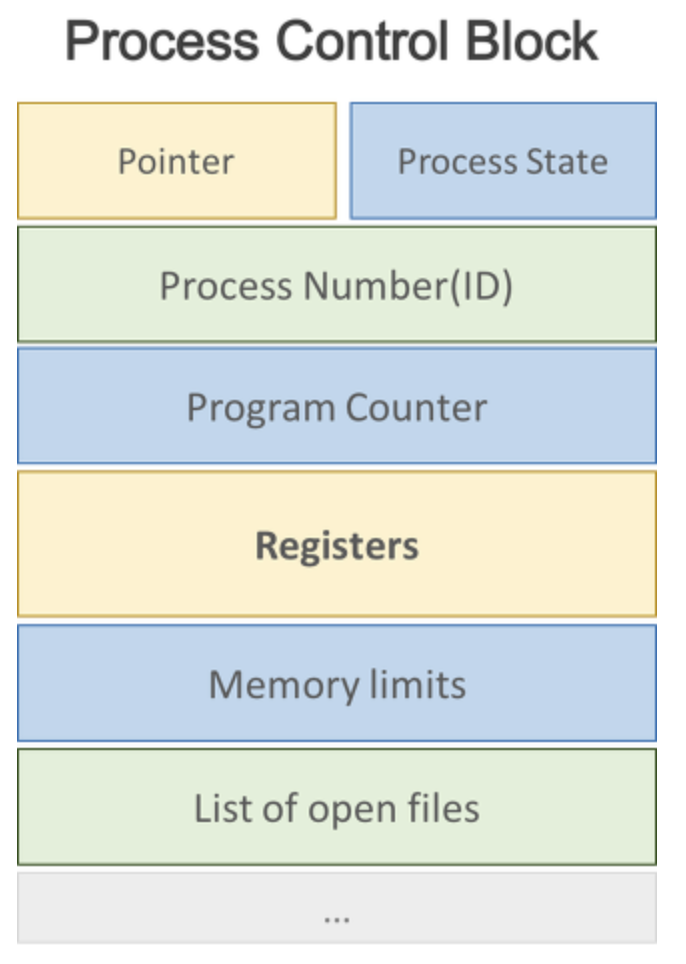 Process Control Block
Pointer
Process State
Process Number(ID)
Program Counter
Registers
Memory limits
List of open files
...